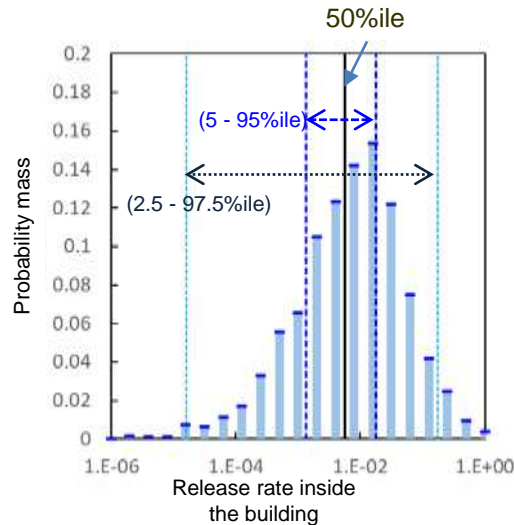 50%ile
0.2
0.18
0.16
(5 - 95%ile)
0.14
(2.5 - 97.5%ile)
0.12
0.1
0.08
0.06
0.04
0.02
0
Probability mass
1.E-06 1.E-04 1.E-02 1.E+00
Release rate inside
the building